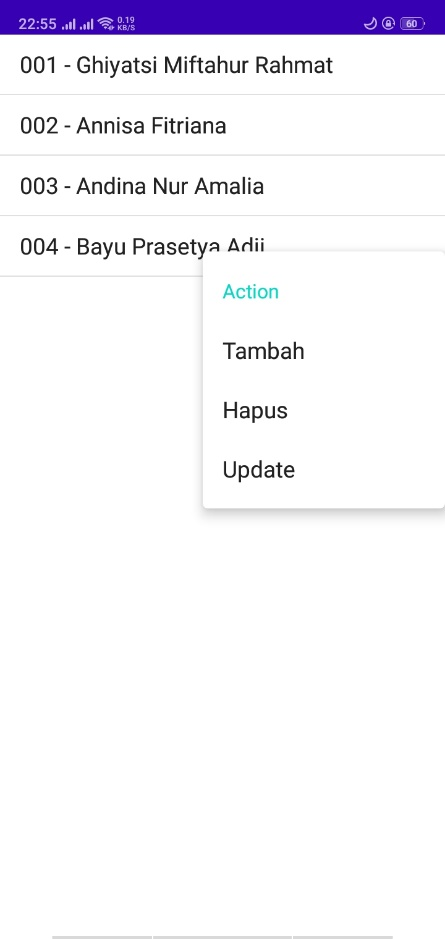 22:55 0.19 KB/S 60
001 - Ghiyatsi Miftahur Rahmat
002 - Annisa Fitriana
003 - Andina Nur Amalia
004 - Bayu Prasetya Adji
Action
Tambah
Hapus
Update